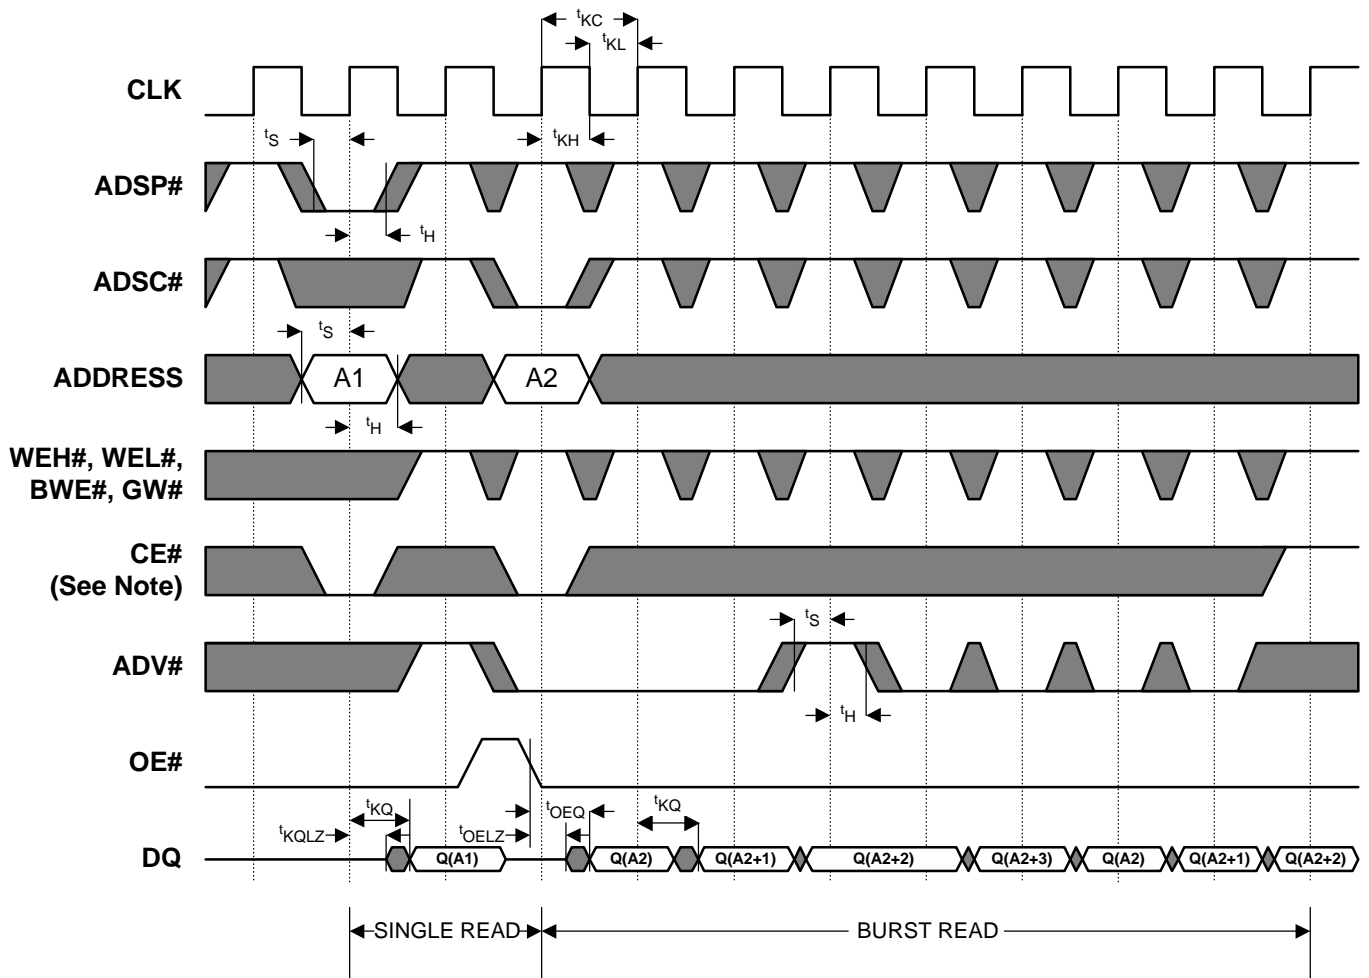 tKC
tKL
CLK
tS
tKH
ADSP#
tH
ADSC#
tS
ADDRESS
A1
A2
tH
WEH#, WEL#,
BWE#, GW#
CE#
(See Note)
tS
ADV#
tH
OE#
tKQ
tOEQ
tKQ
tKQLZ
tOELZ
DQ
Q(A1)
Q(A2)
Q(A2+1)
Q(A2+2)
Q(A2+3)
Q(A2)
Q(A2+1)
Q(A2+2)
SINGLE READ
BURST READ